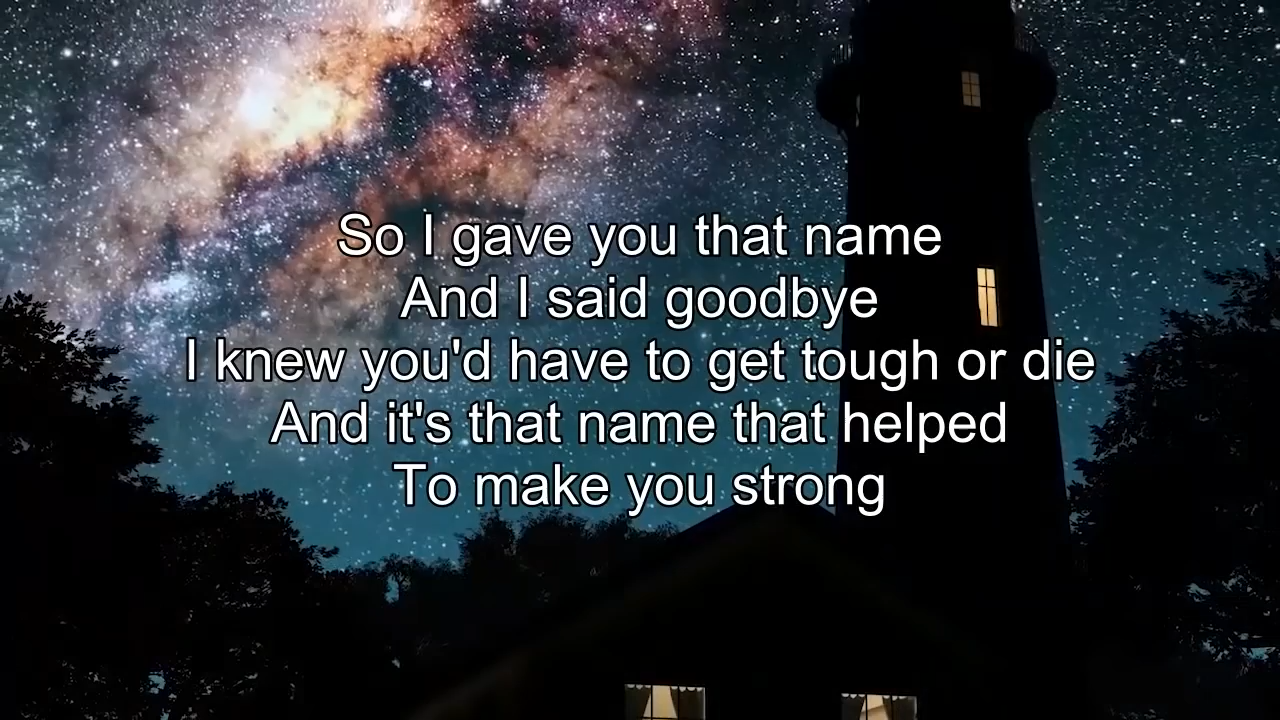 So I gave you that name
And I said goodbye
I knew you'd have to get tough or die
And it's that name that helped
To make you strong